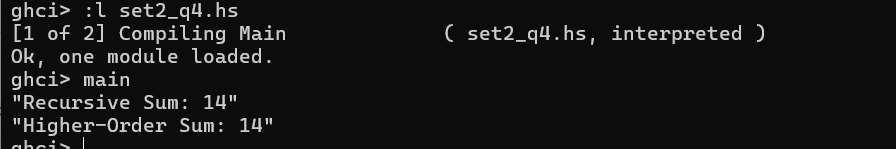 ghci> :l set2_q4.hs
[1 of 2] Compiling Main             ( set2_q4.hs, interpreted )
Ok, one module loaded.
ghci> main
"Recursive Sum: 14"
"Higher-Order Sum: 14"
ghci>